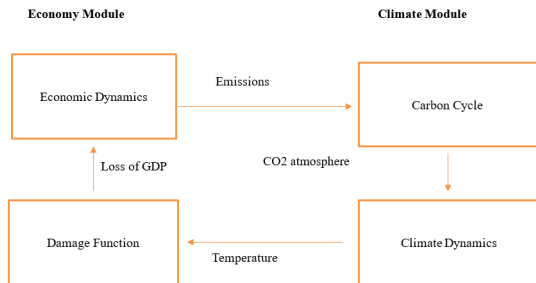 Economy Module
Climate Module
Economic Dynamics
Emissions
Carbon Cycle
CO2 atmosphere
Loss of GDP
Damage Function
Temperature
Climate Dynamics